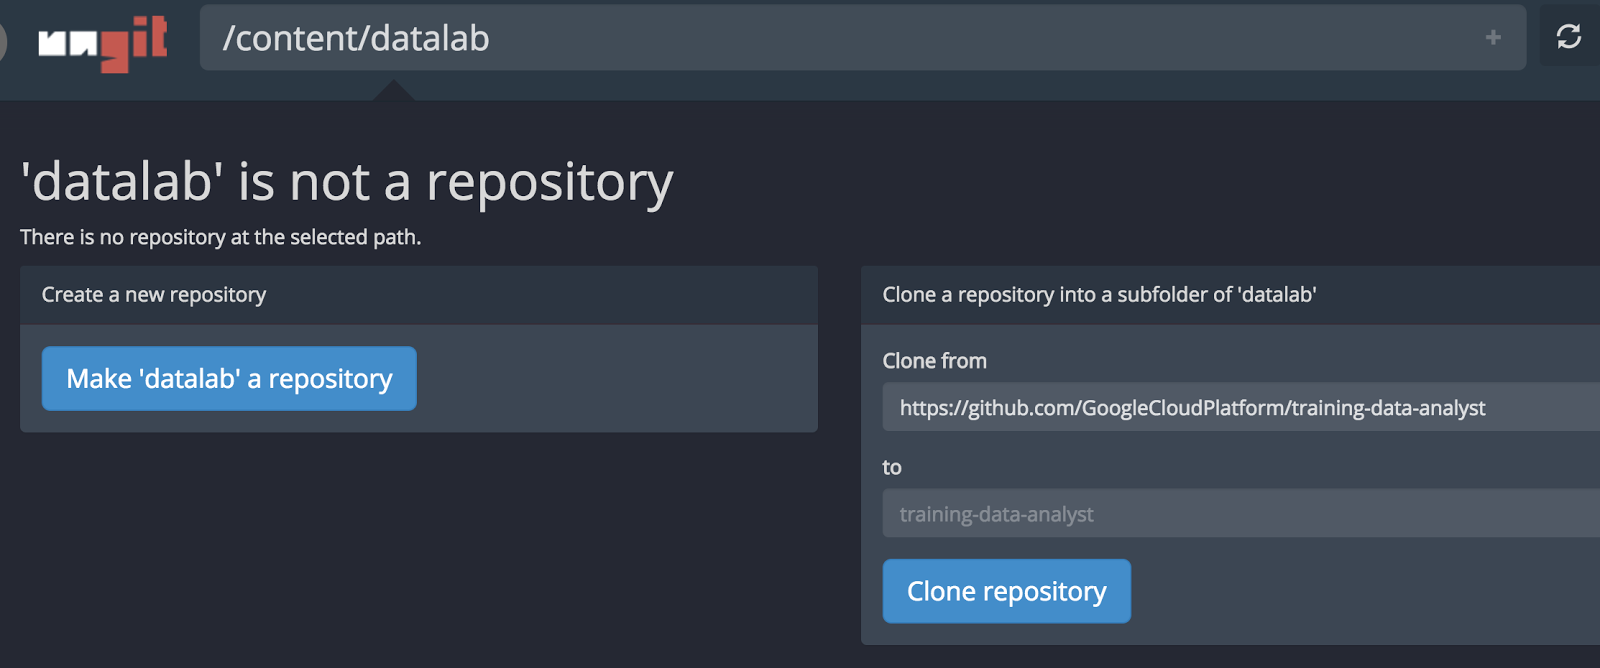 ungit
/content/datalab
+
'datalab' is not a repository
There is no repository at the selected path.
Create a new repository
Make 'datalab' a repository
Clone a repository into a subfolder of 'datalab'
Clone from
https://github.com/GoogleCloudPlatform/training-data-analyst
to
training-data-analyst
Clone repository